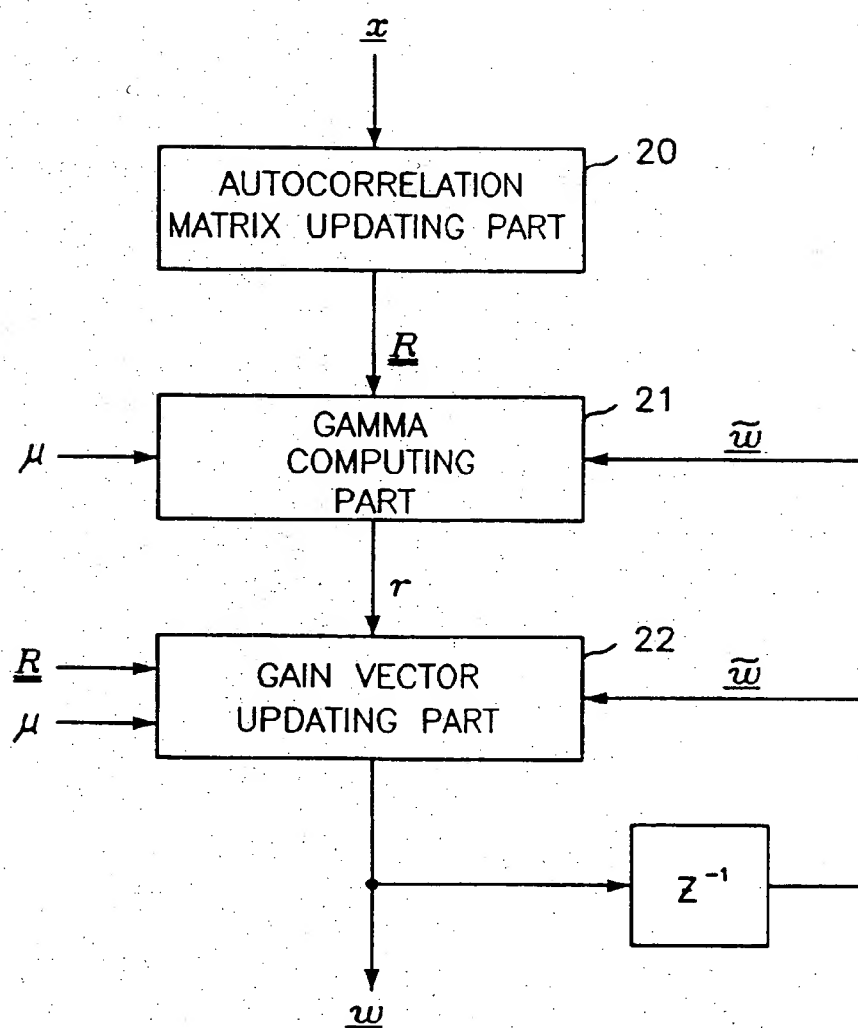 x
20
AUTOCORRELATION
MATRIX UPDATING PART
R
21
GAMMA
COMPUTING
PART
μ
w̃
r
22
R
GAIN VECTOR
UPDATING PART
μ
w̃
Z⁻¹
w